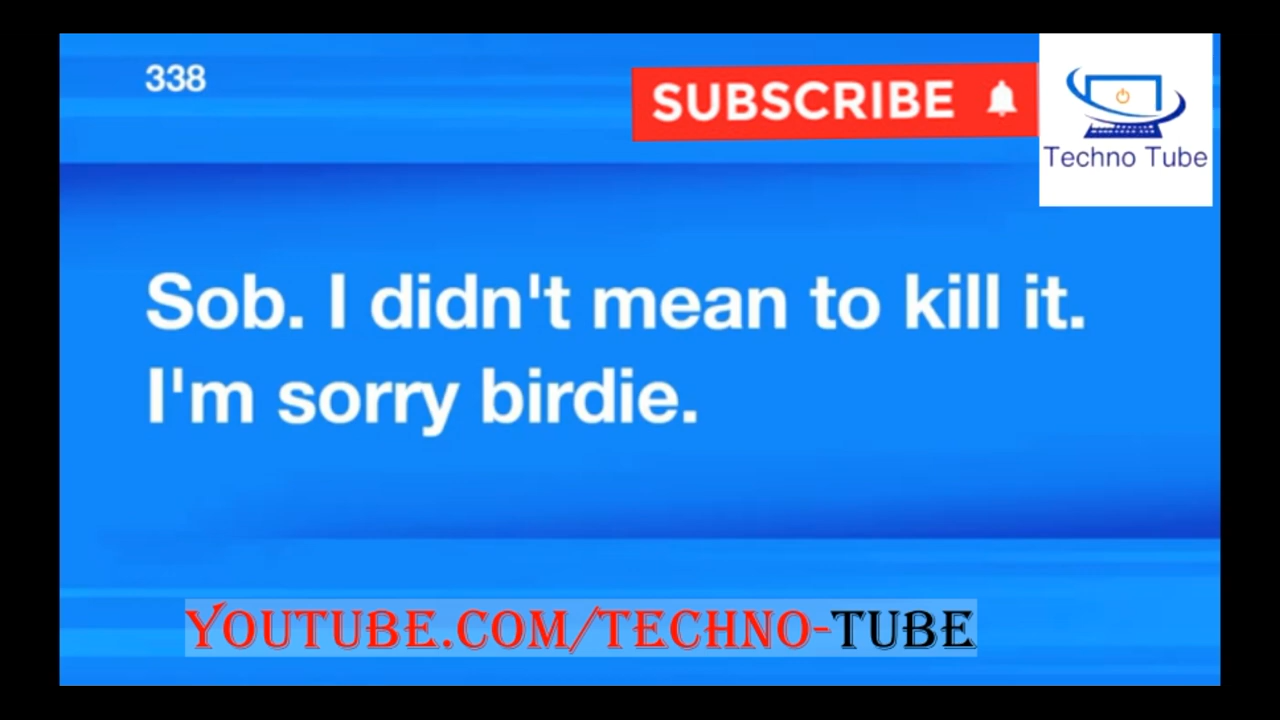 338
SUBSCRIBE
Techno Tube
Sob. I didn't mean to kill it.
I'm sorry birdie.
YOUTUBE.COM/TECHNO-TUBE